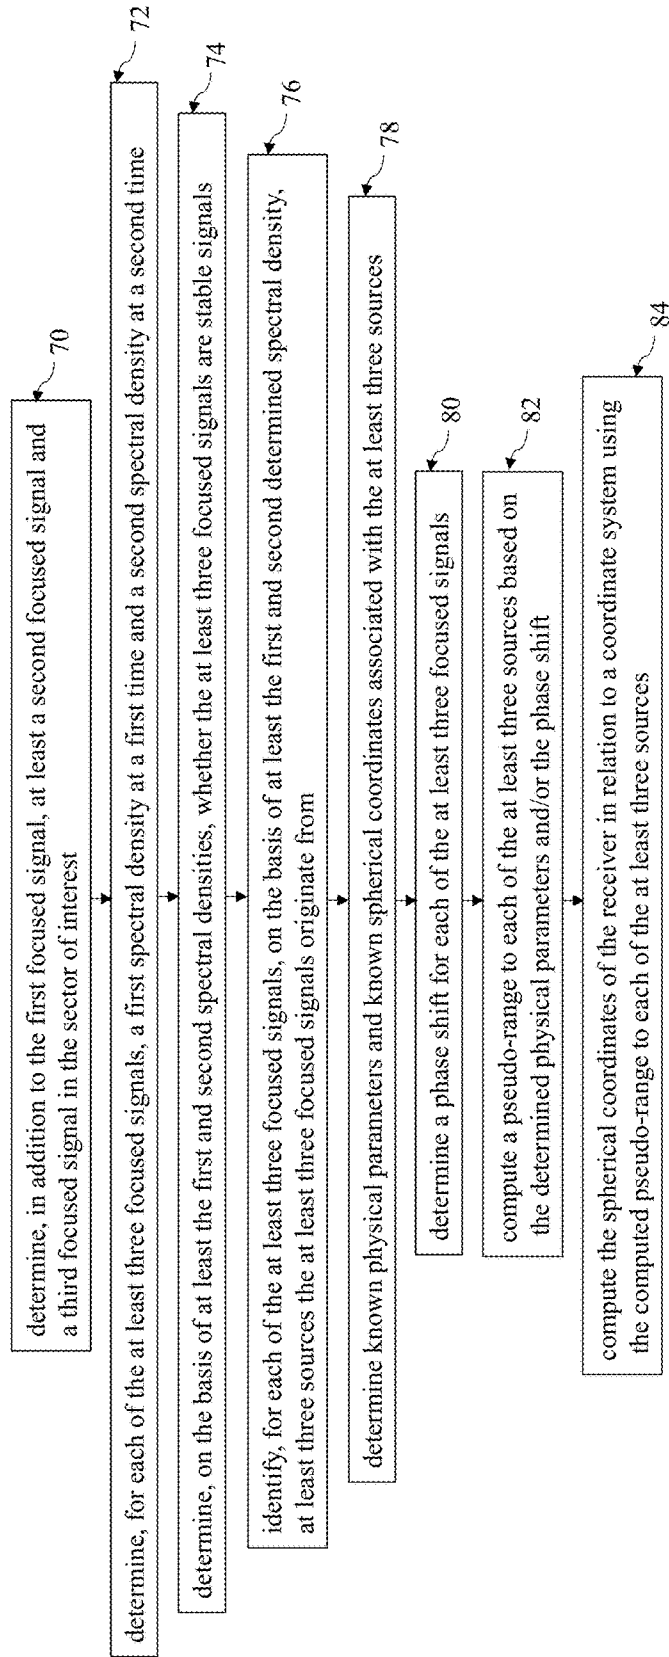 70
determine, in addition to the first focused signal, at least a second focused signal and
a third focused signal in the sector of interest
72
determine, for each of the at least three focused signals, a first spectral density at a first time and a second spectral density at a second time
74
determine, on the basis of at least the first and second spectral densities, whether the at least three focused signals are stable signals
76
identify, for each of the at least three focused signals, on the basis of at least the first and second determined spectral density,
at least three sources the at least three focused signals originate from
78
determine known physical parameters and known spherical coordinates associated with the at least three sources
80
determine a phase shift for each of the at least three focused signals
82
compute a pseudo-range to each of the at least three sources based on
the determined physical parameters and/or the phase shift
84
compute the spherical coordinates of the receiver in relation to a coordinate system using
the computed pseudo-range to each of the at least three sources